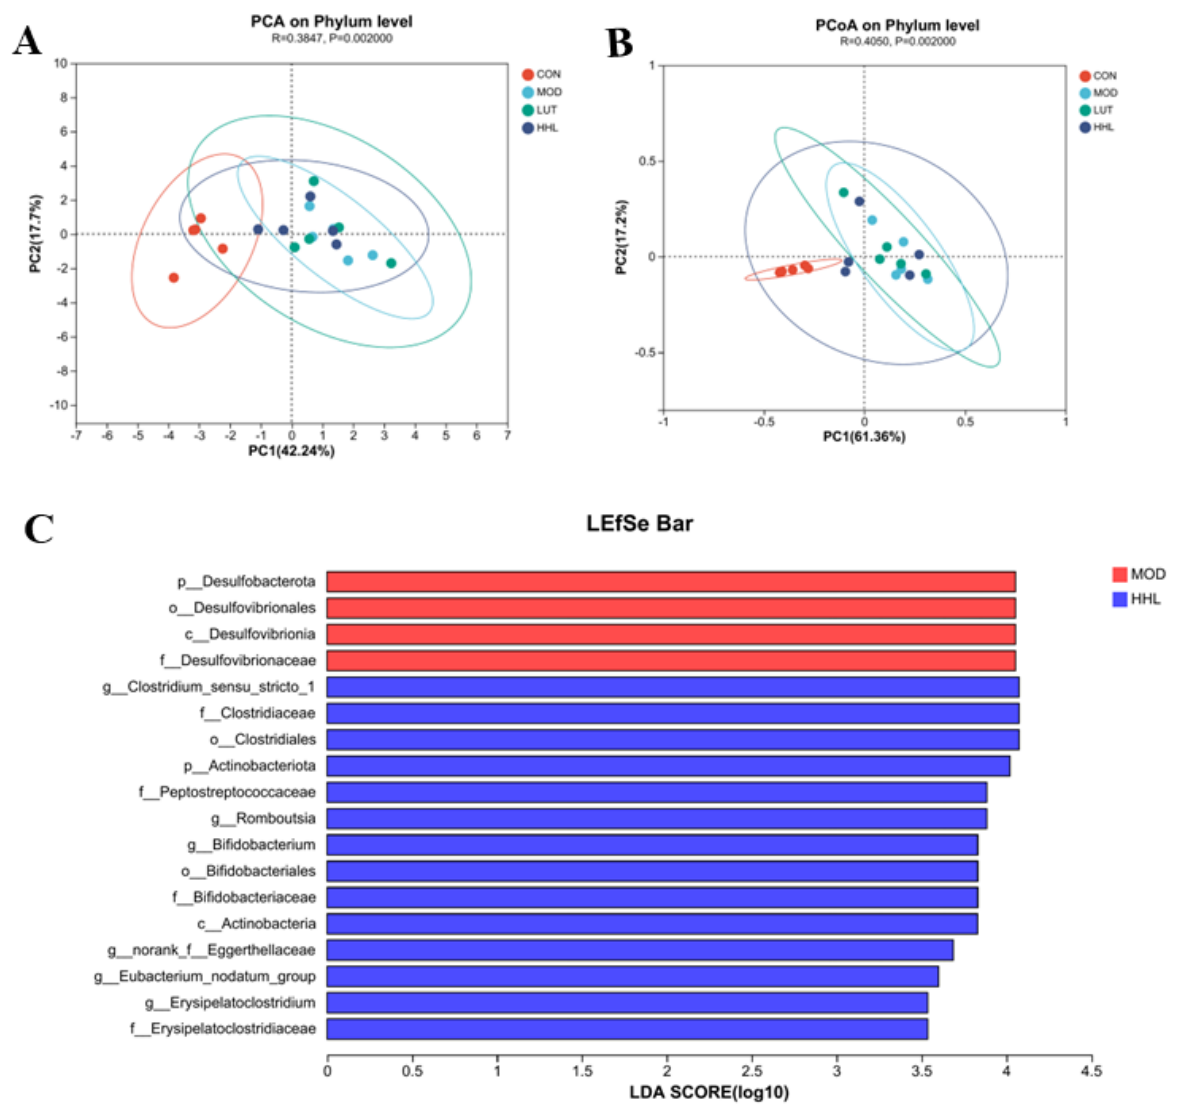 A
PCA on Phylum level
R=0.3847, P=0.002000
CON
MOD
LUT
HHL
PC2(17.7%)
10
8
6
4
2
0
-2
-4
-6
-8
-10
-7 -6 -5 -4 -3 -2 -1 0 1 2 3 4 5 6 7
PC1(42.24%)
B
PCoA on Phylum level
R=0.4050, P=0.002000
CON
MOD
LUT
HHL
PC2(17.2%)
1
0.5
0
-0.5
-1 -0.5 0 0.5 1
PC1(61.36%)
C
LEfSe Bar
MOD
HHL
p__Desulfobacterota
o__Desulfovibrionales
c__Desulfovibrionia
f__Desulfovibrionaceae
g__Clostridium_sensu_stricto_1
f__Clostridiaceae
o__Clostridiales
p__Actinobacteriota
f__Peptostreptococcaceae
g__Romboutsia
g__Bifidobacterium
o__Bifidobacteriales
f__Bifidobacteriaceae
c__Actinobacteria
g__norank_f__Eggerthellaceae
g__Eubacterium_nodatum_group
g__Erysipelatoclostridium
f__Erysipelatoclostridiaceae
0 0.5 1 1.5 2 2.5 3 3.5 4 4.5
LDA SCORE(log10)